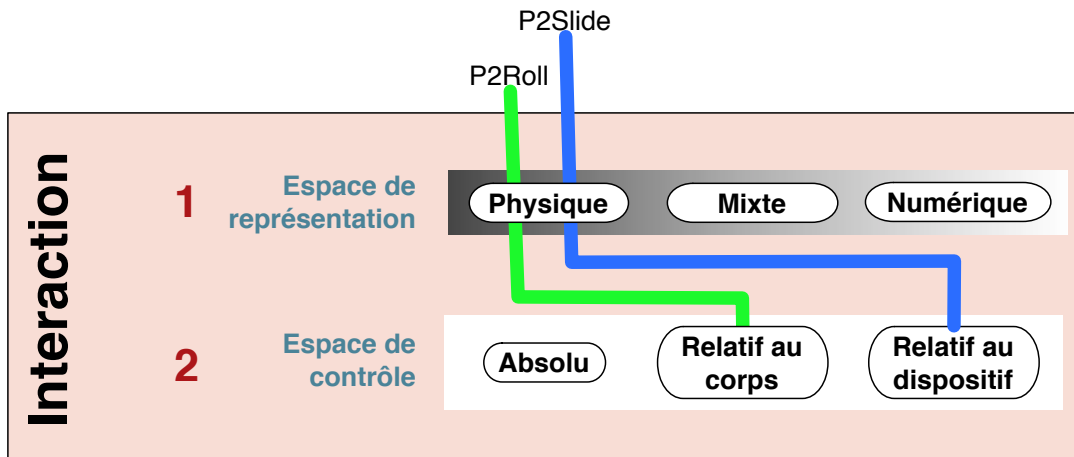 P2Slide
P2Roll
Interaction
1
Espace de
représentation
Physique
Mixte
Numérique
2
Espace de
contrôle
Absolu
Relatif au
corps
Relatif au
dispositif